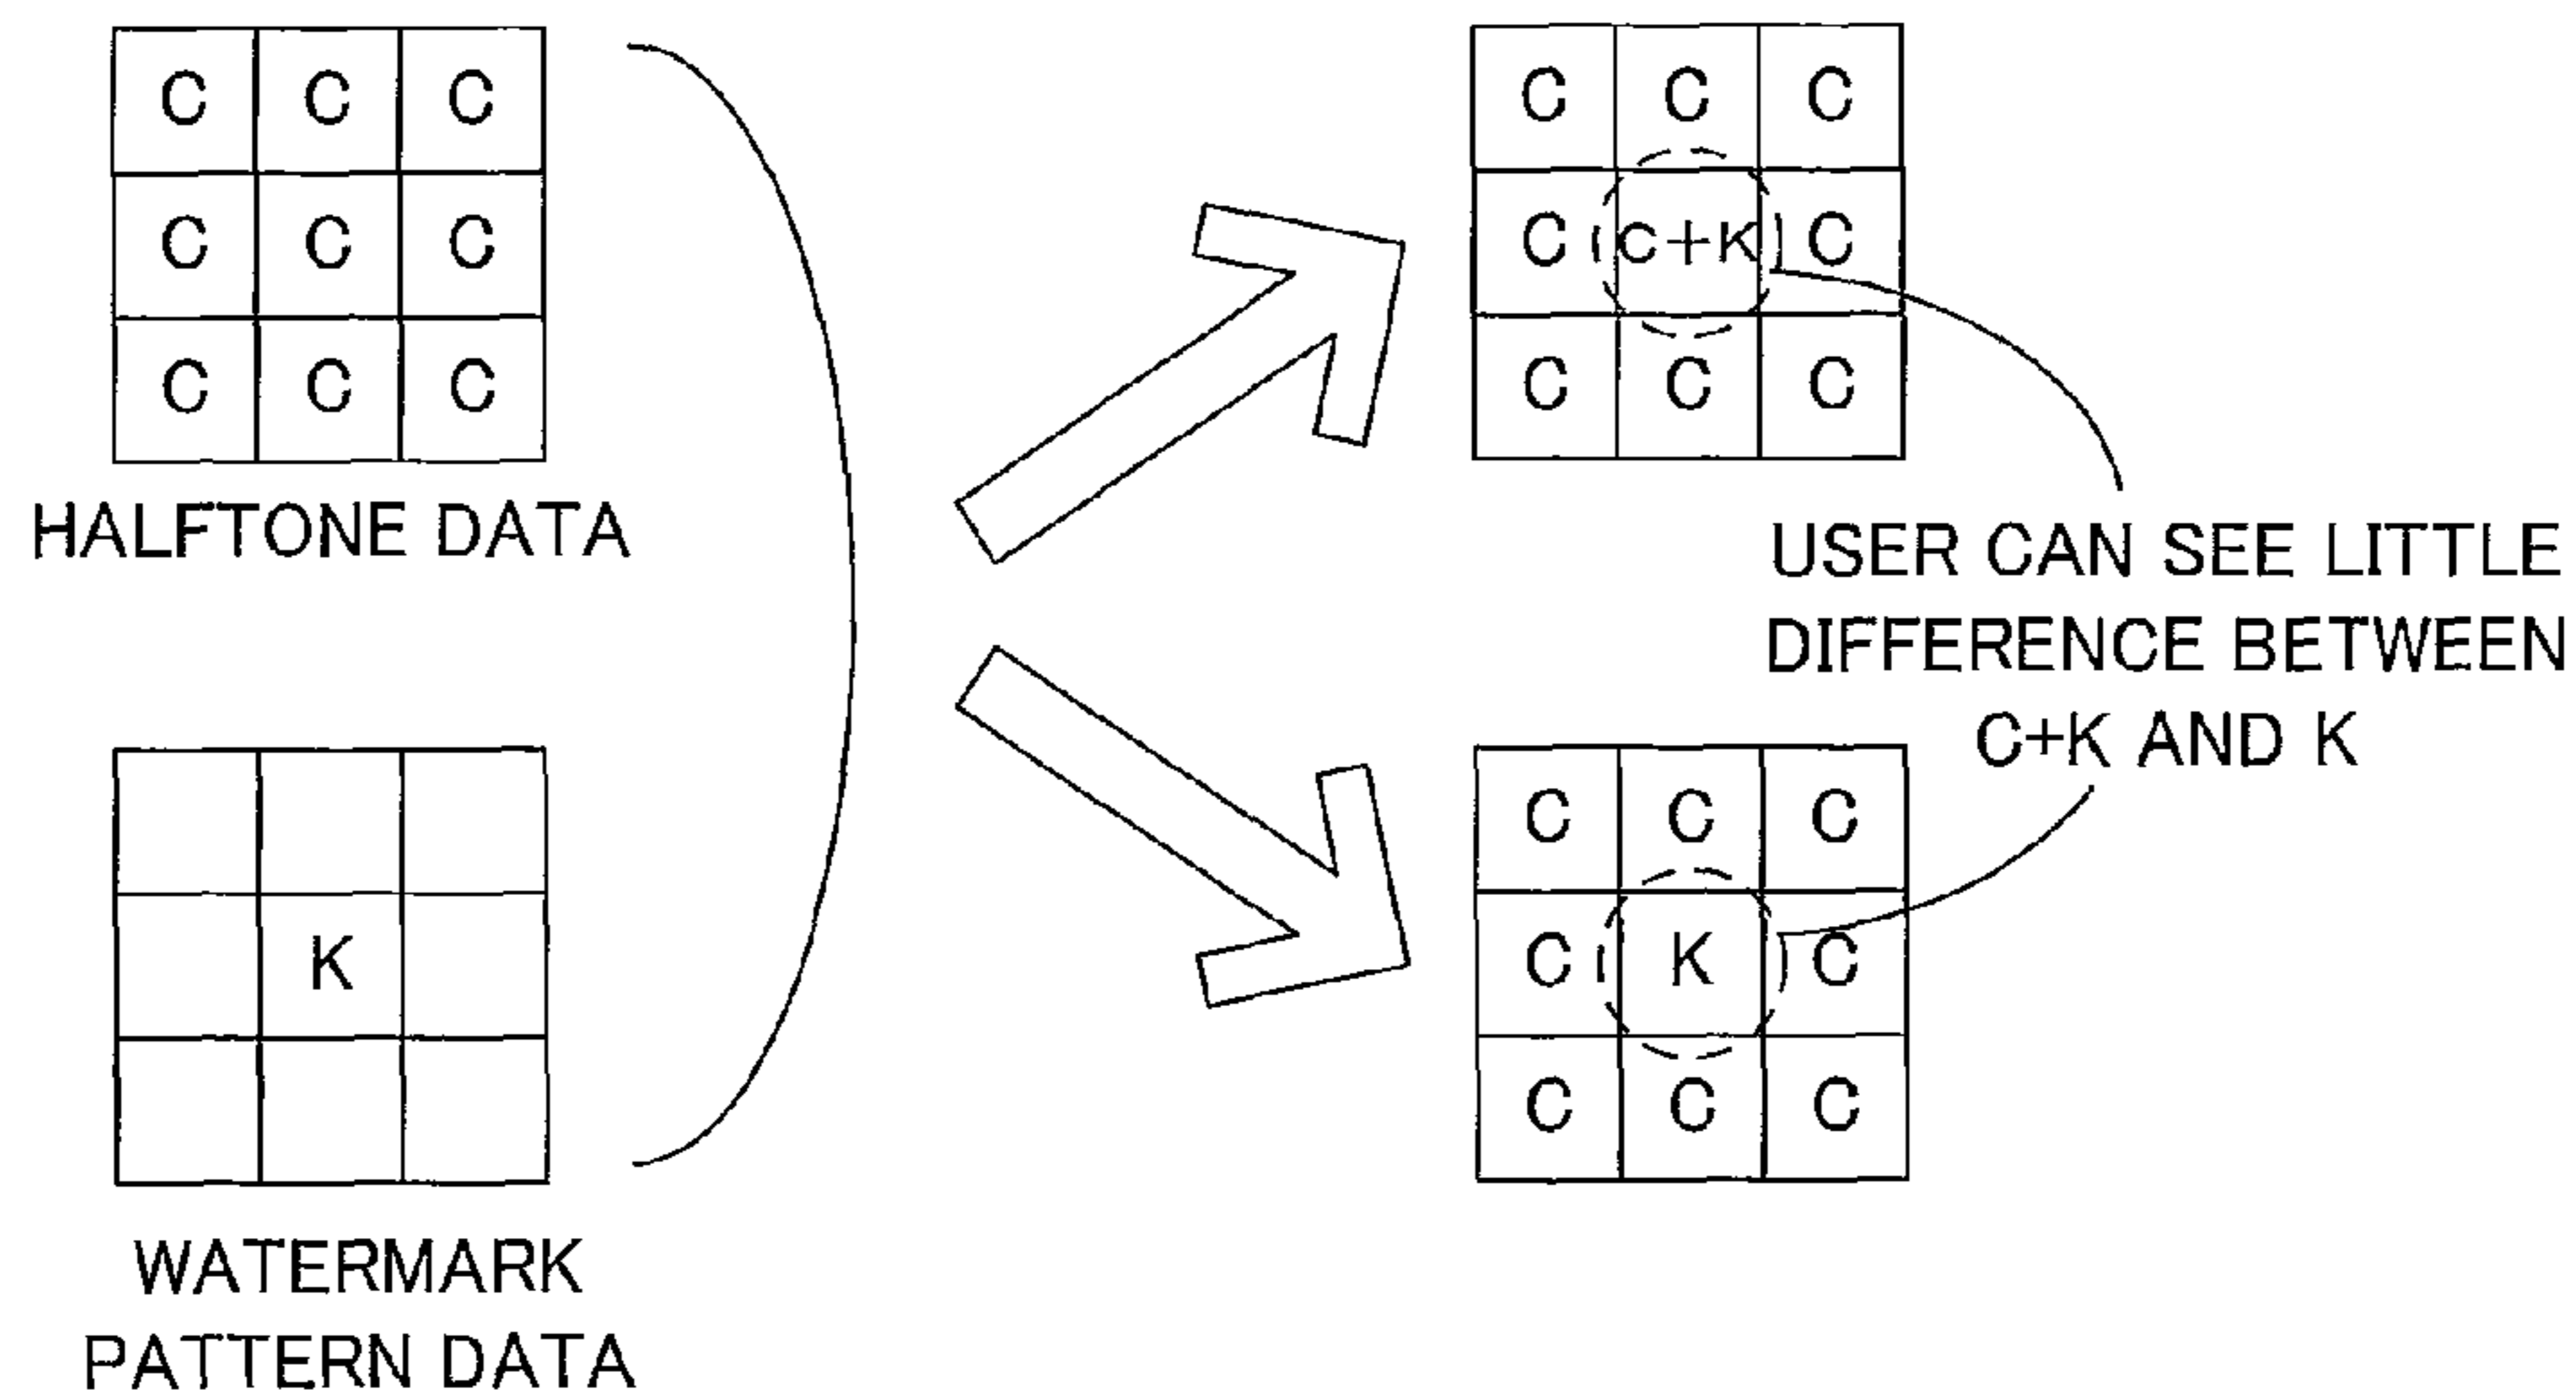 C C C
C C C
C C C
HALFTONE DATA
K
WATERMARK
PATTERN DATA
C C C
C C+K C
C C C
USER CAN SEE LITTLE
DIFFERENCE BETWEEN
C+K AND K
C C C
C K C
C C C